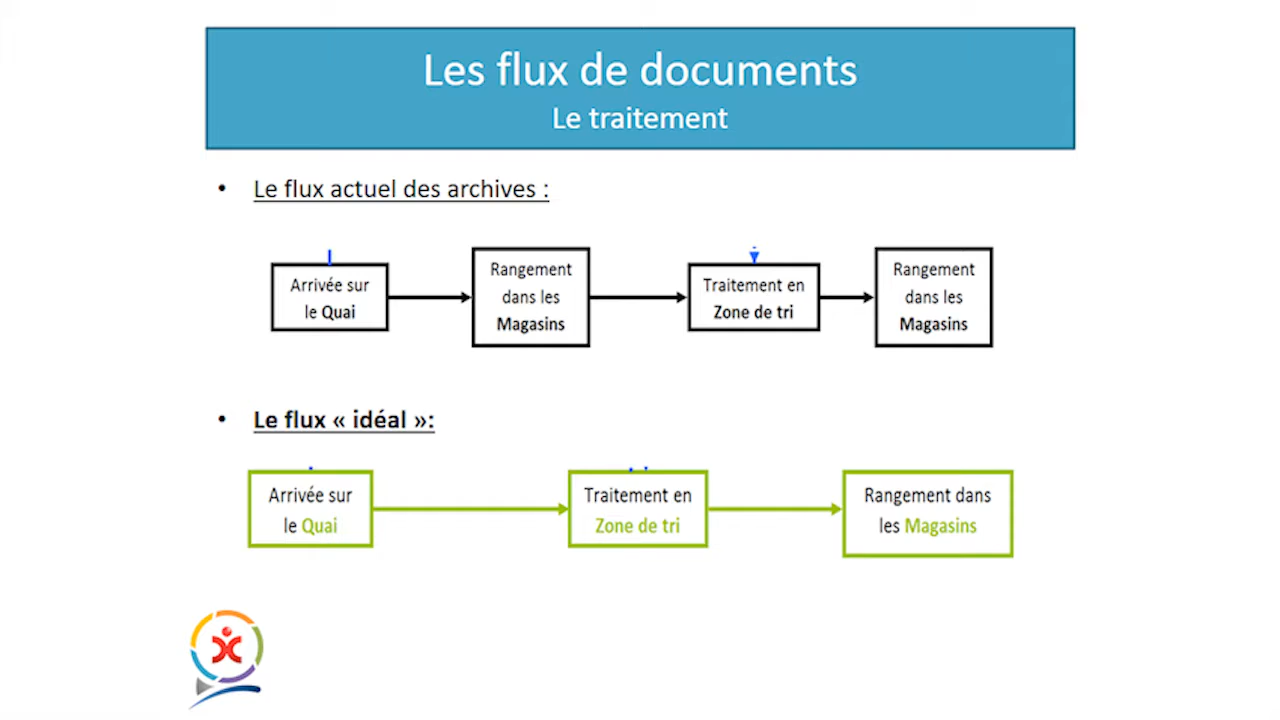 Les flux de documents
Le traitement
• Le flux actuel des archives :
Arrivée sur
le Quai
Rangement
dans les
Magasins
Traitement en
Zone de tri
Rangement
dans les
Magasins
• Le flux « idéal »:
Arrivée sur
le Quai
Traitement en
Zone de tri
Rangement dans
les Magasins